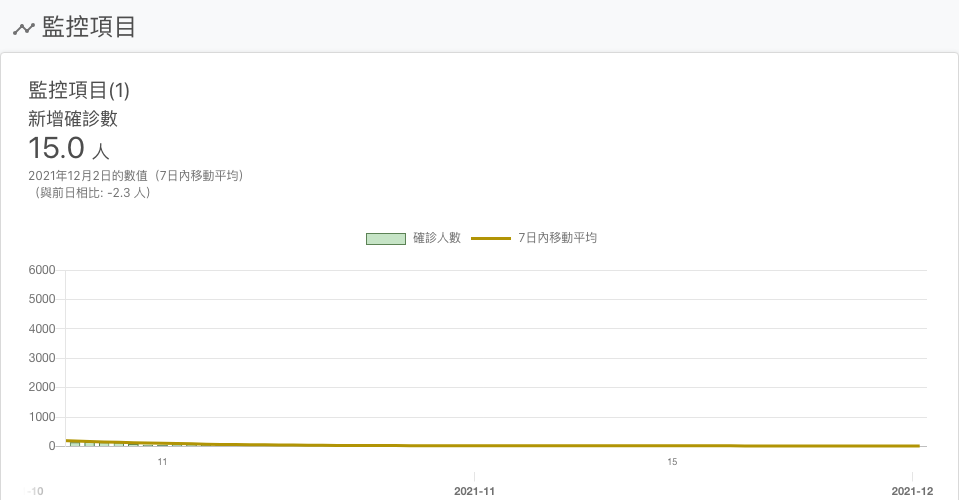 監控項目
監控項目(1)
新增確診數
15.0 人
2021年12月2日的數值（7日內移動平均）
（與前日相比: -2.3 人）
確診人數 7日內移動平均
6000
5000
4000
3000
2000
1000
0
11 15
-10 2021-11 2021-12